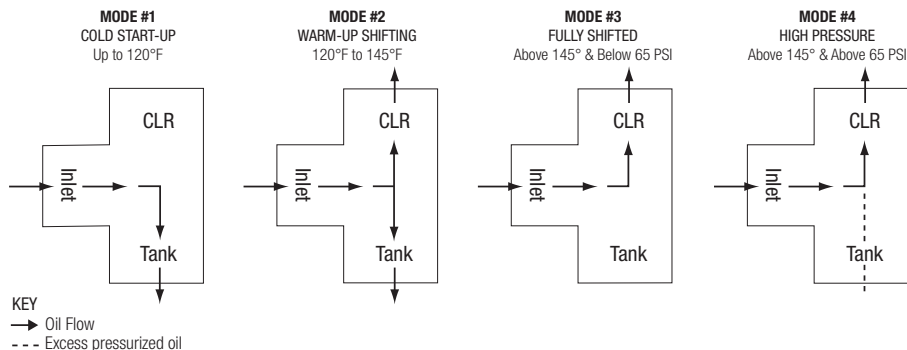 MODE #1
COLD START-UP
Up to 120°F
CLR
Inlet
Tank
MODE #2
WARM-UP SHIFTING
120°F to 145°F
CLR
Inlet
Tank
MODE #3
FULLY SHIFTED
Above 145° & Below 65 PSI
CLR
Inlet
Tank
MODE #4
HIGH PRESSURE
Above 145° & Above 65 PSI
CLR
Inlet
Tank
KEY
Oil Flow
Excess pressurized oil